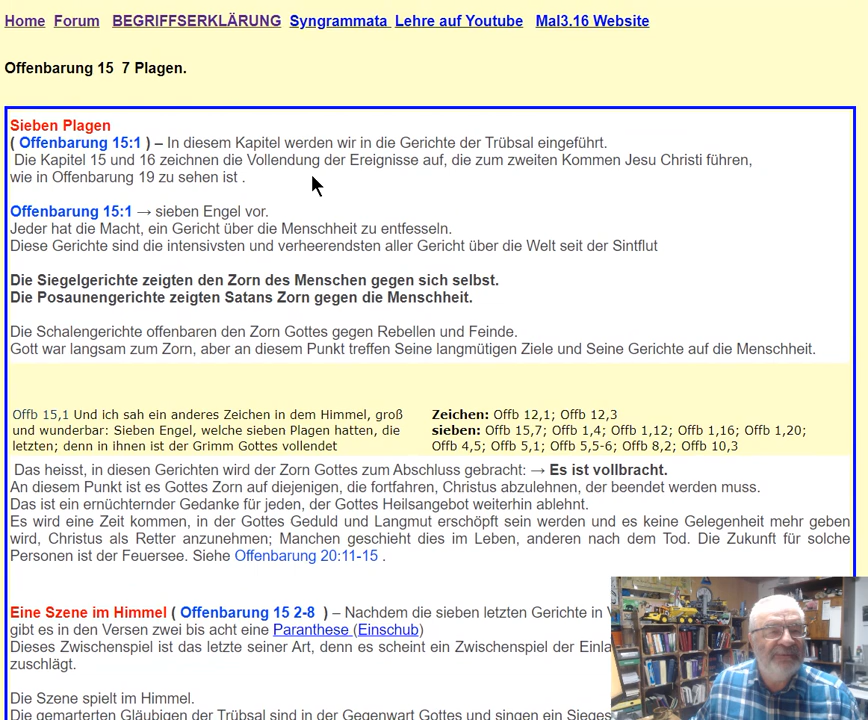 Home Forum BEGRIFFSERKLÄRUNG Syngrammata Lehre auf Youtube Mal3.16 Website
Offenbarung 15 7 Plagen.
Sieben Plagen
( Offenbarung 15:1 ) – In diesem Kapitel werden wir in die Gerichte der Trübsal eingeführt.
Die Kapitel 15 und 16 zeichnen die Vollendung der Ereignisse auf, die zum zweiten Kommen Jesu Christi führen,
wie in Offenbarung 19 zu sehen ist .
Offenbarung 15:1 → sieben Engel vor.
Jeder hat die Macht, ein Gericht über die Menschheit zu entfesseln.
Diese Gerichte sind die intensivsten und verheerendsten aller Gericht über die Welt seit der Sintflut
Die Siegelgerichte zeigten den Zorn des Menschen gegen sich selbst.
Die Posaunengerichte zeigten Satans Zorn gegen die Menschheit.
Die Schalengerichte offenbaren den Zorn Gottes gegen Rebellen und Feinde.
Gott war langsam zum Zorn, aber an diesem Punkt treffen Seine langmütigen Ziele und Seine Gerichte auf die Menschheit.
Offb 15,1 Und ich sah ein anderes Zeichen in dem Himmel, groß
und wunderbar: Sieben Engel, welche sieben Plagen hatten, die
letzten; denn in ihnen ist der Grimm Gottes vollendet
Zeichen: Offb 12,1; Offb 12,3
sieben: Offb 15,7; Offb 1,4; Offb 1,12; Offb 1,16; Offb 1,20;
Offb 4,5; Offb 5,1; Offb 5,5-6; Offb 8,2; Offb 10,3
Das heisst, in diesen Gerichten wird der Zorn Gottes zum Abschluss gebracht: → Es ist vollbracht.
An diesem Punkt ist es Gottes Zorn auf diejenigen, die fortfahren, Christus abzulehnen, der beendet werden muss.
Das ist ein ernüchternder Gedanke für jeden, der Gottes Heilsangebot weiterhin ablehnt.
Es wird eine Zeit kommen, in der Gottes Geduld und Langmut erschöpft sein werden und es keine Gelegenheit mehr geben
wird, Christus als Retter anzunehmen; Manchen geschieht dies im Leben, anderen nach dem Tod. Die Zukunft für solche
Personen ist der Feuersee. Siehe Offenbarung 20:11-15 .
Eine Szene im Himmel ( Offenbarung 15 2-8 ) – Nachdem die sieben letzten Gerichte in
gibt es in den Versen zwei bis acht eine Paranthese (Einschub)
Dieses Zwischenspiel ist das letzte seiner Art, denn es scheint ein Zwischenspiel der
zuschlägt.
Die Szene spielt im Himmel.
Die gemarterten Gläubigen der Trübsal sind in der Gegenwart Gottes und singen ein